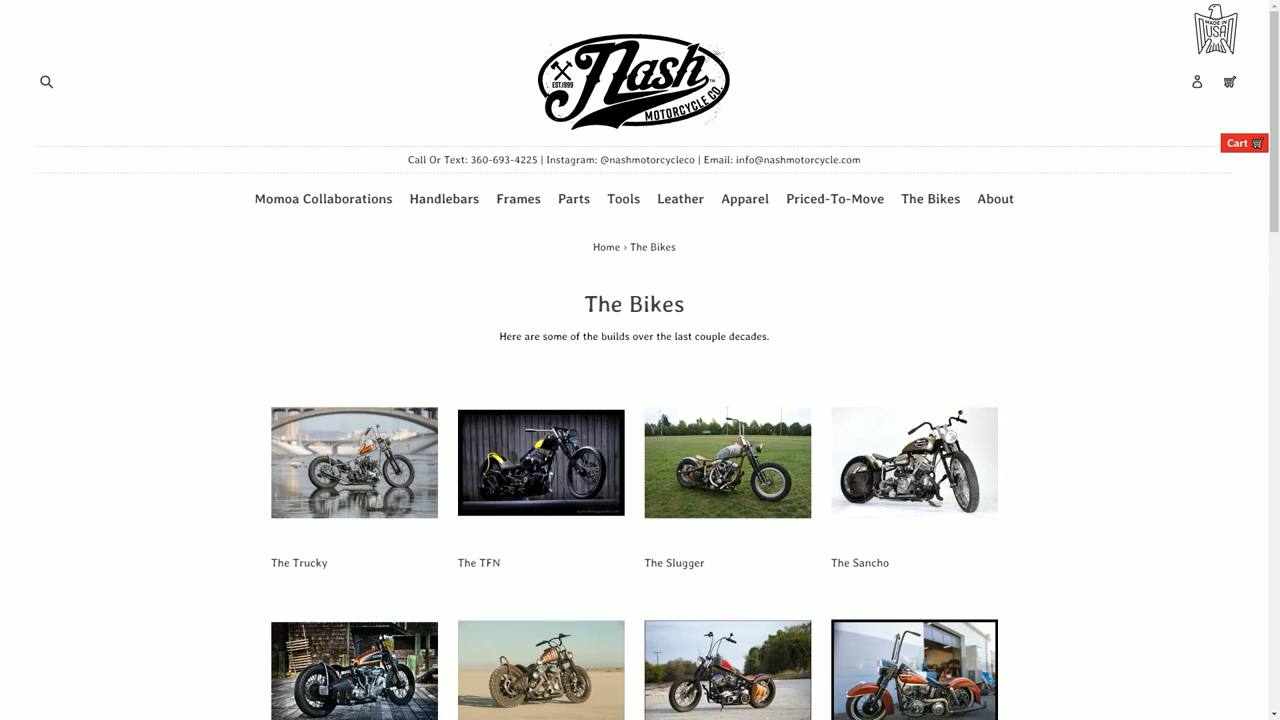 MADE IN
USA
Nash
EST.1999
MOTORCYCLE CO.
Cart
Call Or Text: 360-693-4225 | Instagram: @nashmotorcycleco | Email: info@nashmotorcycle.com
Momoa Collaborations Handlebars Frames Parts Tools Leather Apparel Priced-To-Move The Bikes About
Home › The Bikes
The Bikes
Here are some of the builds over the last couple decades.
The Trucky The TFN The Slugger The Sancho